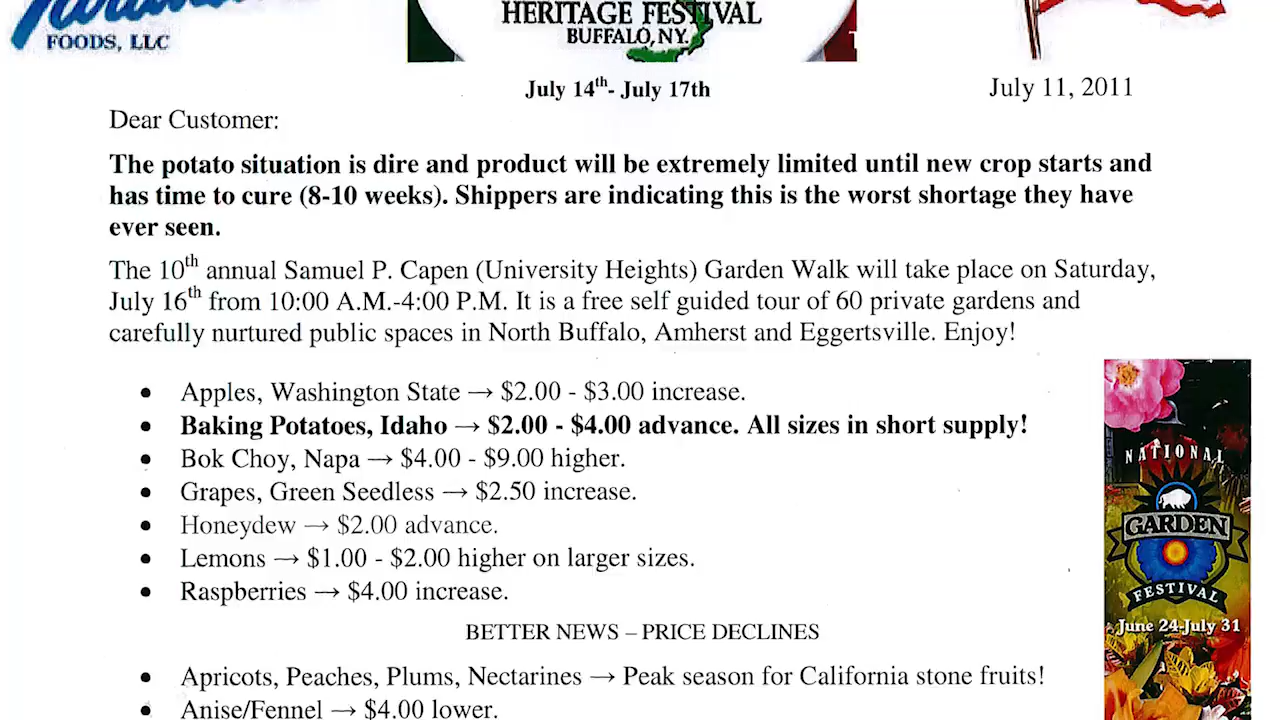 FOODS, LLC
HERITAGE FESTIVAL
BUFFALO, NY.
July 14th- July 17th
July 11, 2011
Dear Customer:
The potato situation is dire and product will be extremely limited until new crop starts and
has time to cure (8-10 weeks). Shippers are indicating this is the worst shortage they have
ever seen.
The 10th annual Samuel P. Capen (University Heights) Garden Walk will take place on Saturday,
July 16th from 10:00 A.M.-4:00 P.M. It is a free self guided tour of 60 private gardens and
carefully nurtured public spaces in North Buffalo, Amherst and Eggertsville. Enjoy!
• Apples, Washington State → $2.00 - $3.00 increase.
• Baking Potatoes, Idaho → $2.00 - $4.00 advance. All sizes in short supply!
• Bok Choy, Napa → $4.00 - $9.00 higher.
• Grapes, Green Seedless → $2.50 increase.
• Honeydew → $2.00 advance.
• Lemons → $1.00 - $2.00 higher on larger sizes.
• Raspberries → $4.00 increase.
NATIONAL
GARDEN
FESTIVAL
June 24-July 31
BETTER NEWS – PRICE DECLINES
• Apricots, Peaches, Plums, Nectarines → Peak season for California stone fruits!
• Anise/Fennel → $4.00 lower.